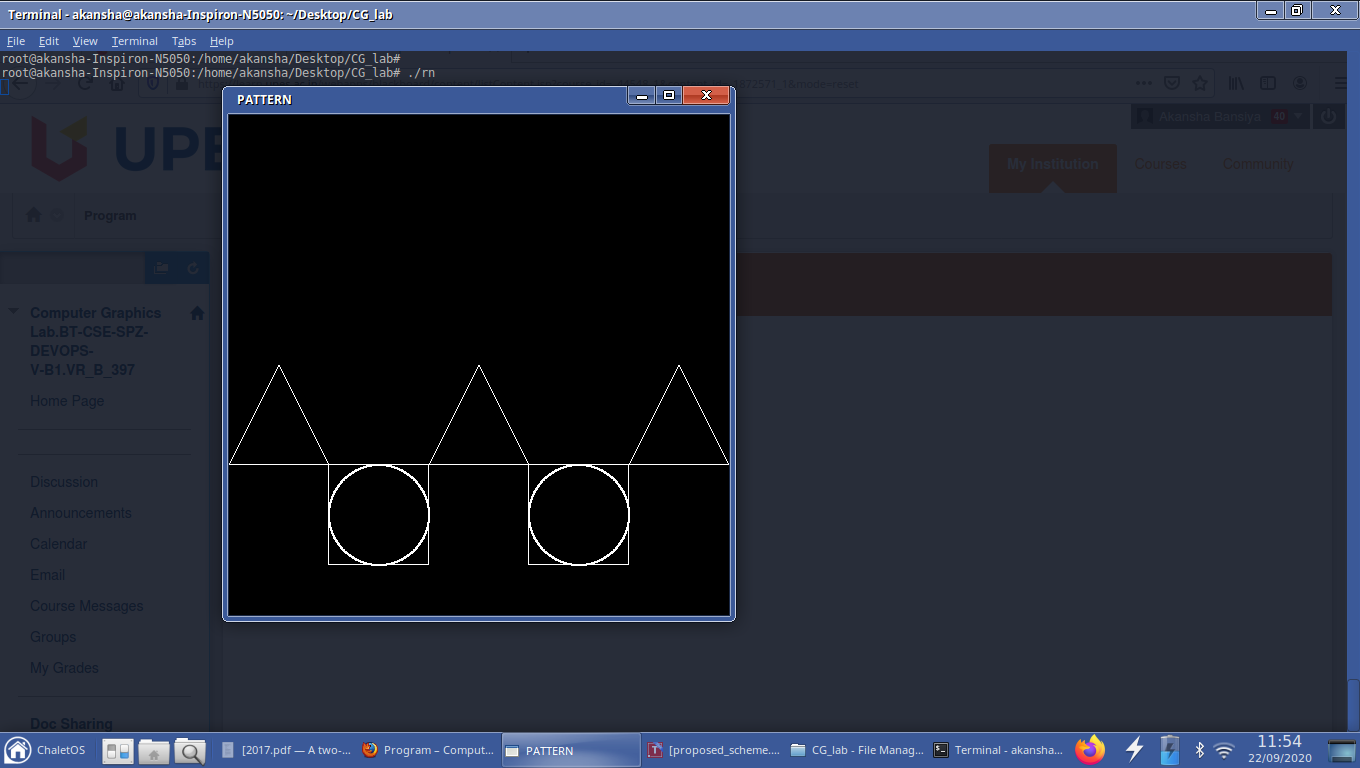 Terminal - akansha@akansha-Inspiron-N5050: ~/Desktop/CG_lab
File Edit View Terminal Tabs Help
root@akansha-Inspiron-N5050:/home/akansha/Desktop/CG_lab#
root@akansha-Inspiron-N5050:/home/akansha/Desktop/CG_lab# ./rn
PATTERN
Akansha Bansiya 40
UPE
My Institution Courses Community
Program
Computer Graphics
Lab.BT-CSE-SPZ-
DEVOPS-
V-B1.VR_B_397
Home Page
Discussion
Announcements
Calendar
Email
Course Messages
Groups
My Grades
Doc Sharing
ChaletOS
[2017.pdf — A two-...
Program – Comput...
PATTERN
[proposed_scheme....
CG_lab - File Manag...
Terminal - akansha...
11:54
22/09/2020